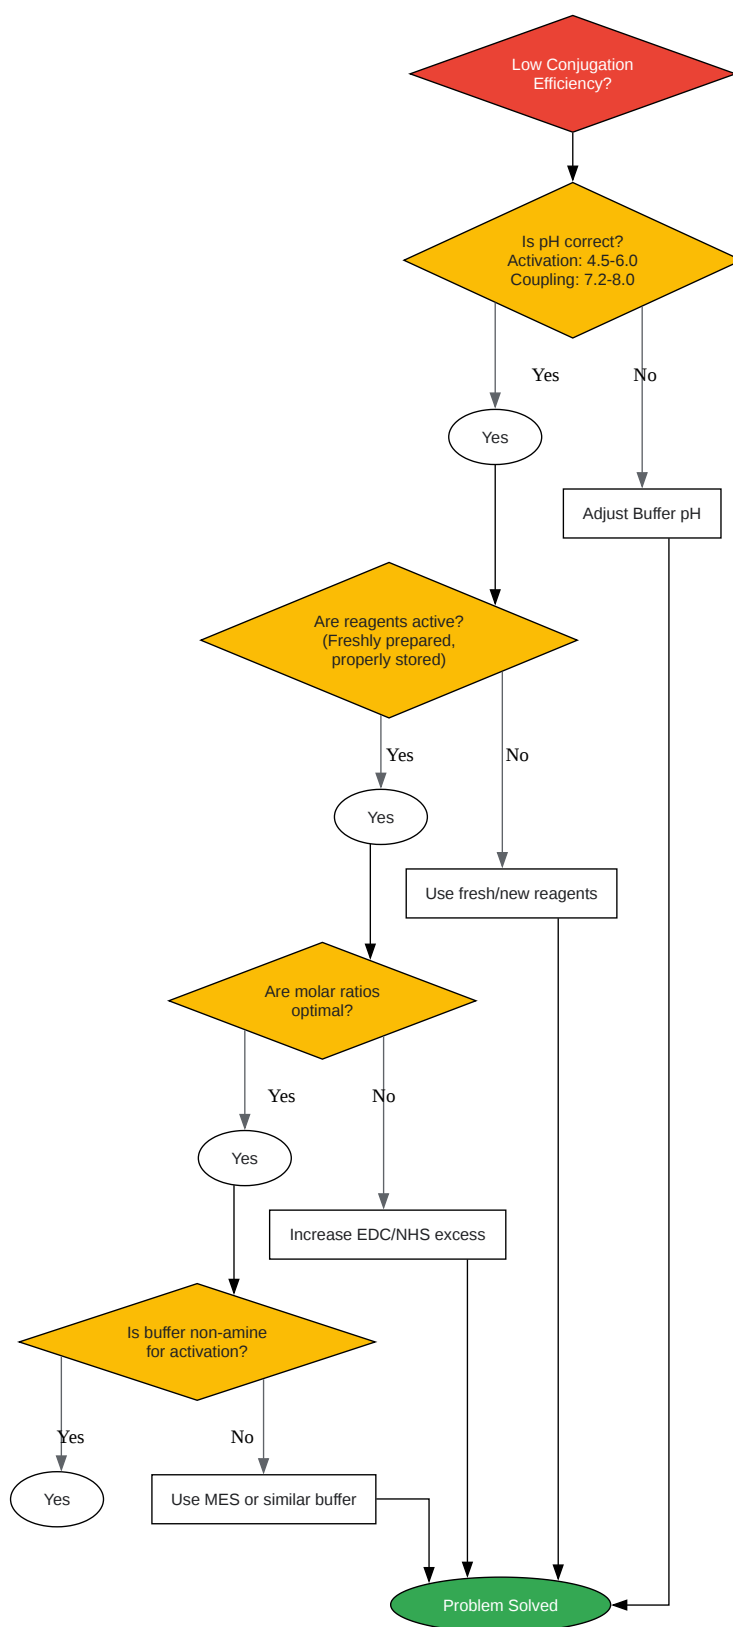 Low Conjugation
Efficiency?
Is pH correct?
Activation: 4.5-6.0
Coupling: 7.2-8.0
Yes
No
Yes
Adjust Buffer pH
Are reagents active?
(Freshly prepared,
properly stored)
Yes
No
Yes
Use fresh/new reagents
Are molar ratios
optimal?
Yes
No
Yes
Increase EDC/NHS excess
Is buffer non-amine
for activation?
Yes
No
Yes
Use MES or similar buffer
Problem Solved